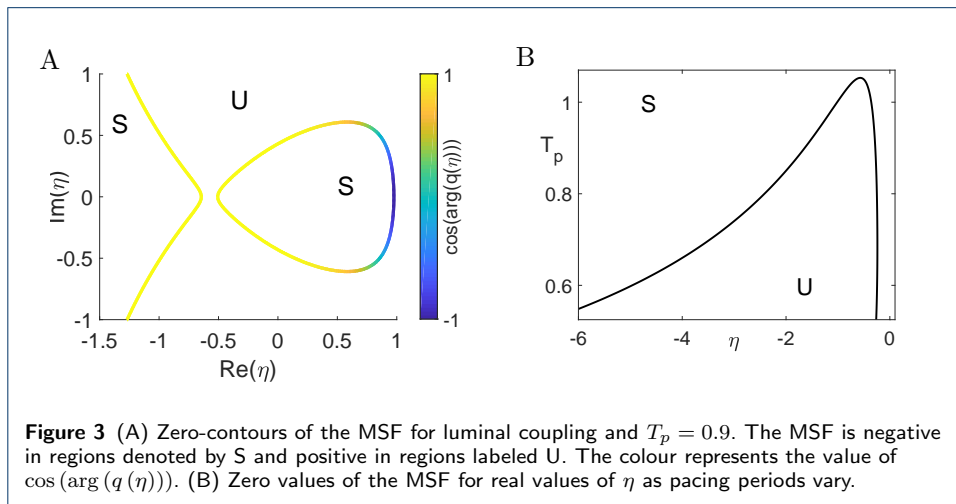 A
S
U
S
1
0.5
0
-0.5
-1
Im(η)
-1.5 -1 -0.5 0 0.5 1
Re(η)
1
-1
cos(arg(q(η)))
B
S
U
1
T_p
0.8
0.6
-6 -4 -2 0
η
Figure 3 (A) Zero-contours of the MSF for luminal coupling and T_p = 0.9. The MSF is negative
in regions denoted by S and positive in regions labeled U. The colour represents the value of
cos (arg (q (η))). (B) Zero values of the MSF for real values of η as pacing periods vary.